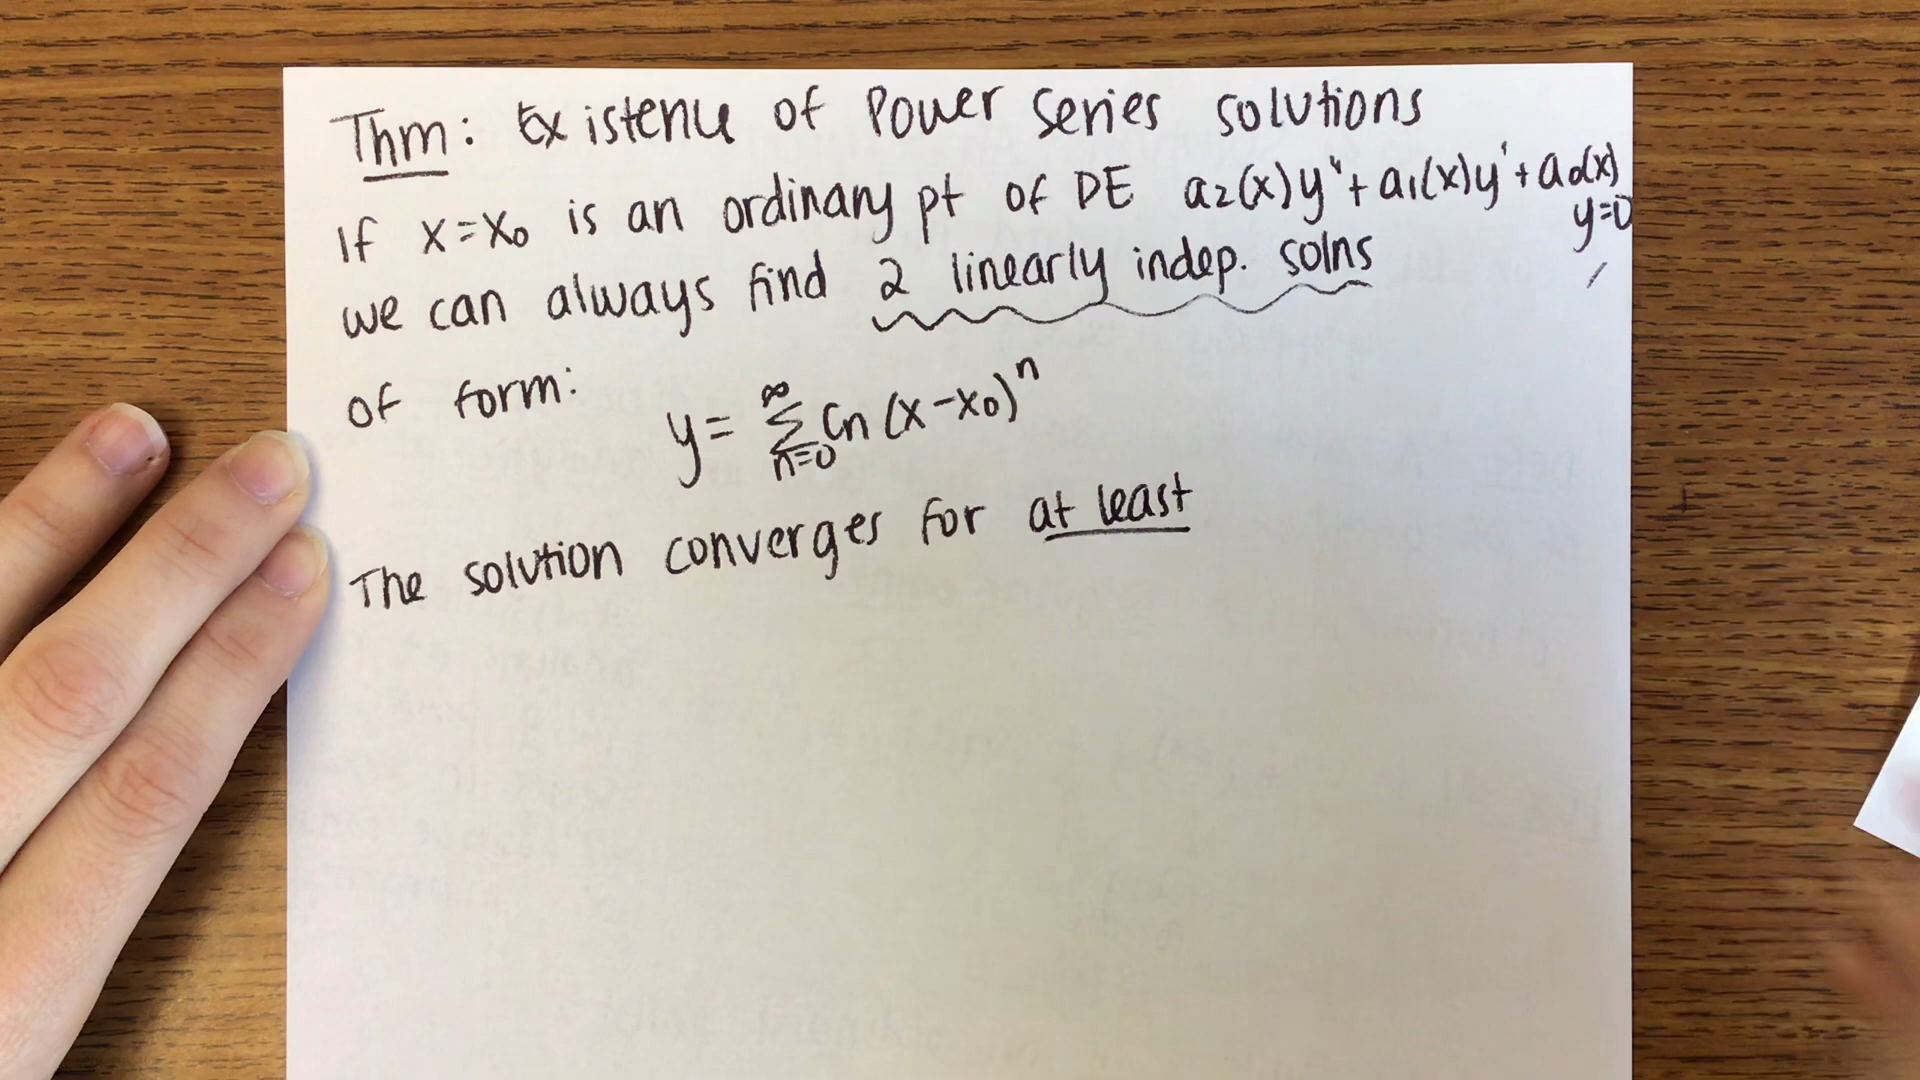 Thm: Existence of Power Series solutions
If x=x₀ is an ordinary pt of DE a₂(x)y"+a₁(x)y'+a₀(x)
y=0
we can always find 2 linearly indep. solns
of form:
y = ∞Σn=0 Cn (x-x₀)ⁿ
The solution converges for at least